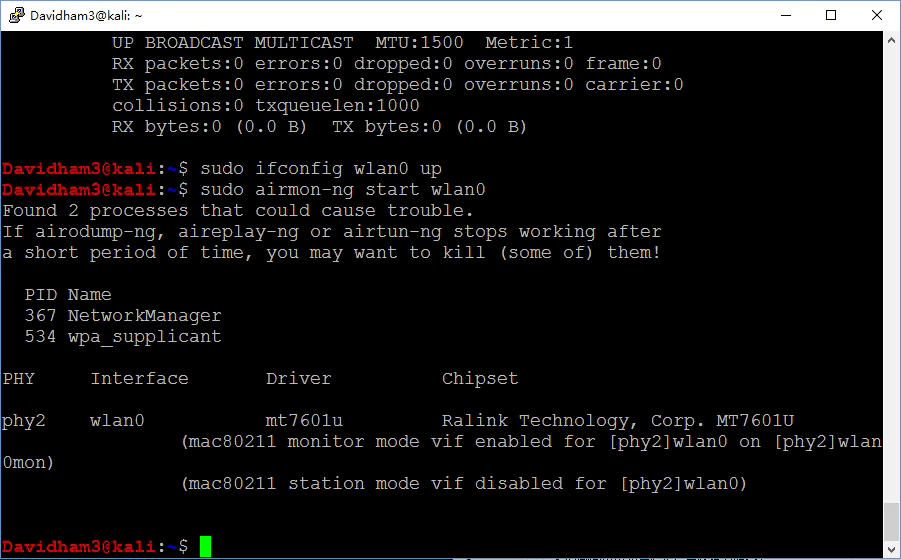 Davidham3@kali: ~
UP BROADCAST MULTICAST  MTU:1500  Metric:1
RX packets:0 errors:0 dropped:0 overruns:0 frame:0
TX packets:0 errors:0 dropped:0 overruns:0 carrier:0
collisions:0 txqueuelen:1000
RX bytes:0 (0.0 B)  TX bytes:0 (0.0 B)
Davidham3@kali:~$ sudo ifconfig wlan0 up
Davidham3@kali:~$ sudo airmon-ng start wlan0
Found 2 processes that could cause trouble.
If airodump-ng, aireplay-ng or airtun-ng stops working after
a short period of time, you may want to kill (some of) them!
PID Name
367 NetworkManager
534 wpa_supplicant
PHY     Interface       Driver          Chipset
phy2    wlan0           mt7601u         Ralink Technology, Corp. MT7601U
(mac80211 monitor mode vif enabled for [phy2]wlan0 on [phy2]wlan
0mon)
(mac80211 station mode vif disabled for [phy2]wlan0)
Davidham3@kali:~$